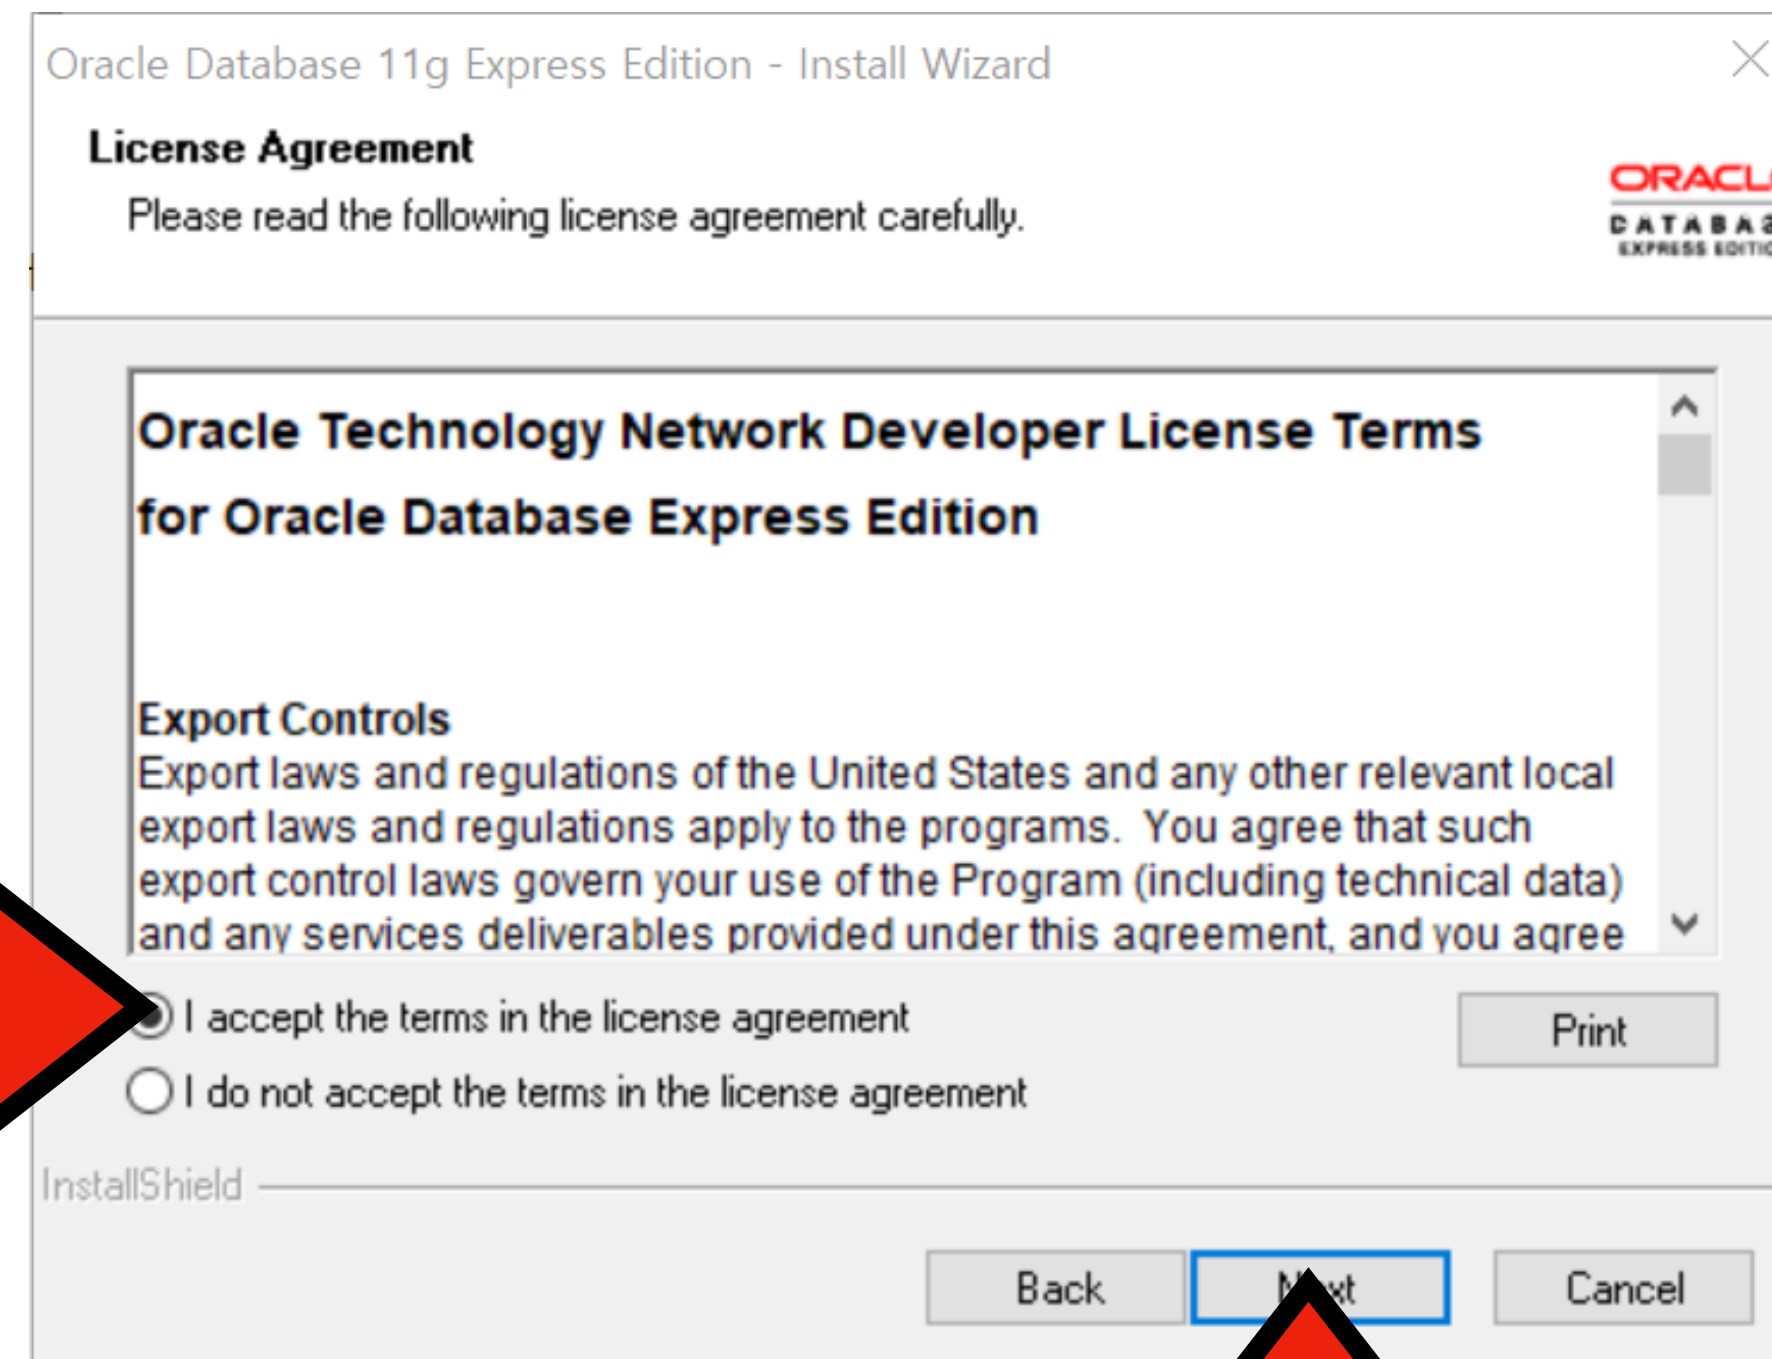 Oracle Database 11g Express Edition - Install Wizard
License Agreement
Please read the following license agreement carefully.
ORACL
DATABAS
EXPRESS EDITIO
Oracle Technology Network Developer License Terms
for Oracle Database Express Edition
Export Controls
Export laws and regulations of the United States and any other relevant local
export laws and regulations apply to the programs. You agree that such
export control laws govern your use of the Program (including technical data)
and any services deliverables provided under this agreement, and you agree
I accept the terms in the license agreement
Print
I do not accept the terms in the license agreement
InstallShield
Back Next Cancel